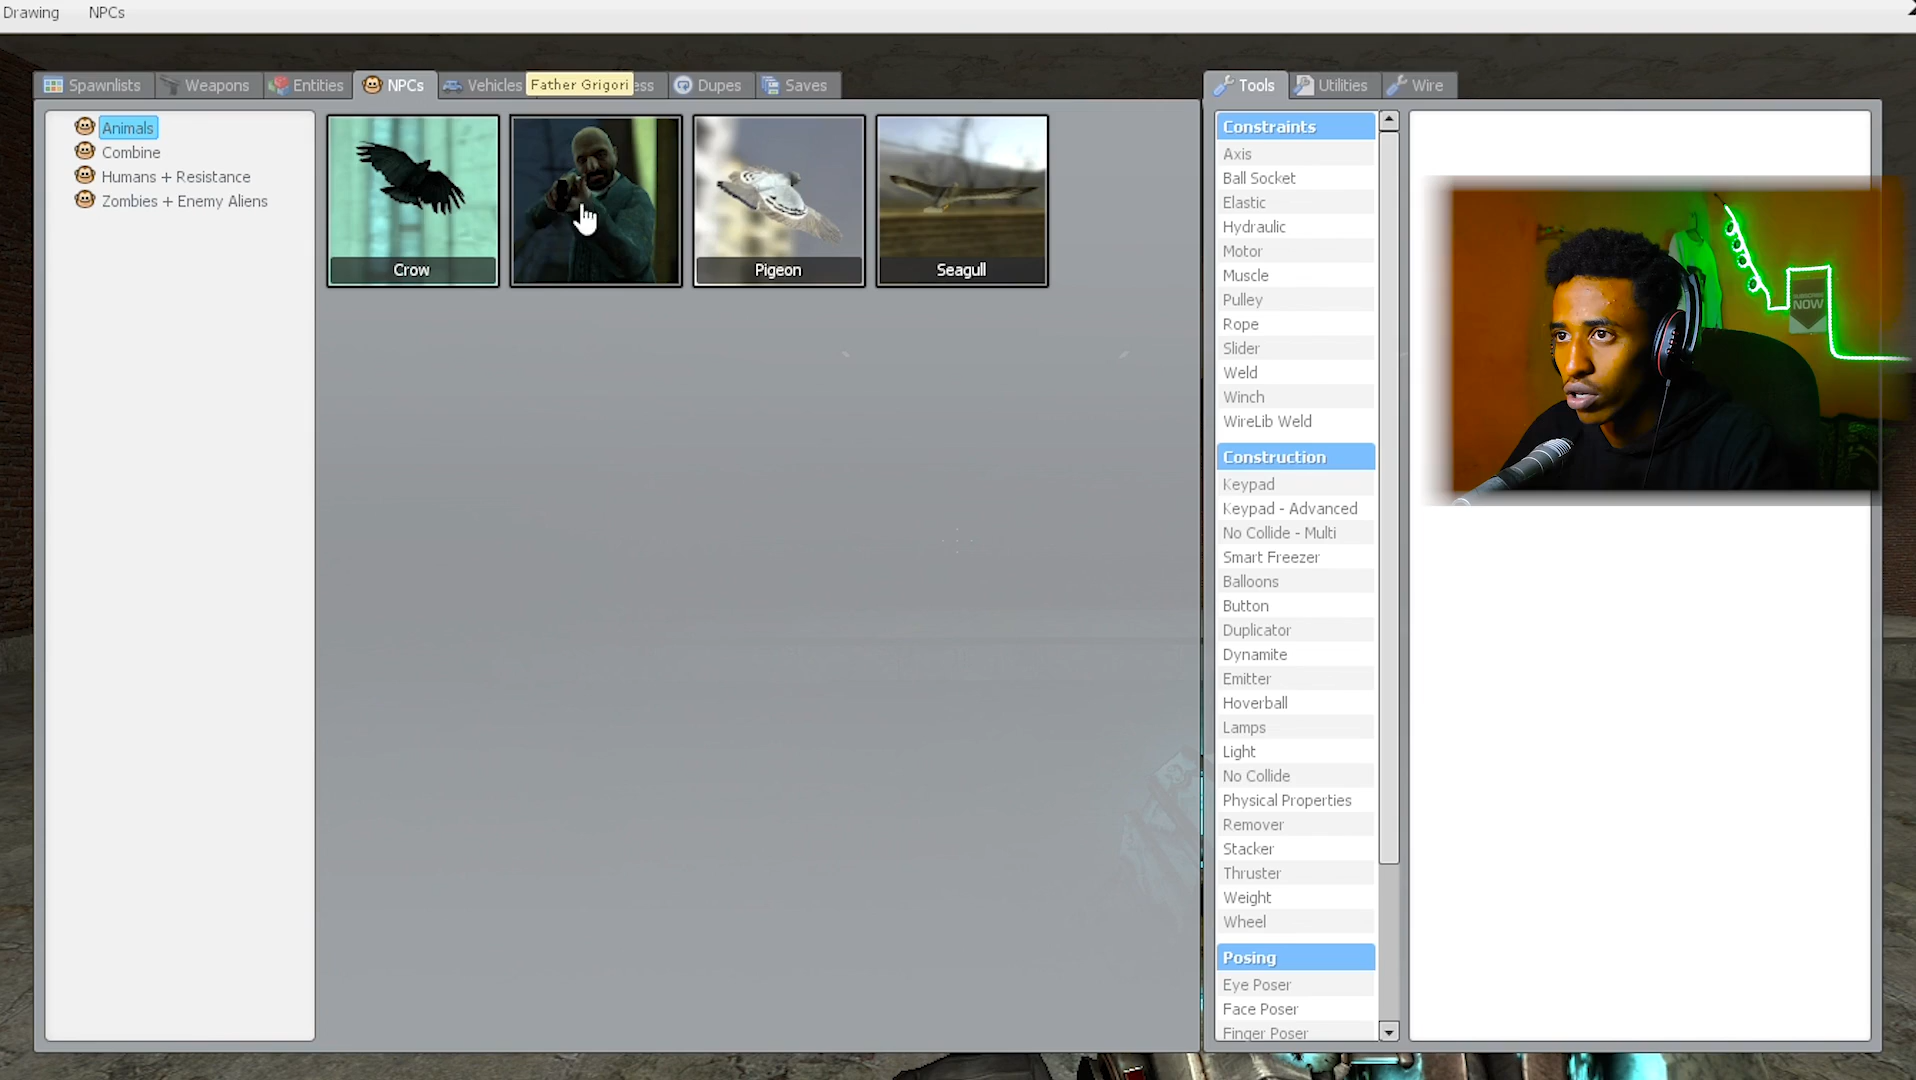 Drawing NPCs
Spawnlists Weapons Entities NPCs Vehicles Father Grigori ess Dupes Saves
Tools Utilities Wire
Animals
Combine
Humans + Resistance
Zombies + Enemy Aliens
Crow
Pigeon
Seagull
Constraints
Axis
Ball Socket
Elastic
Hydraulic
Motor
Muscle
Pulley
Rope
Slider
Weld
Winch
WireLib Weld
Construction
Keypad
Keypad - Advanced
No Collide - Multi
Smart Freezer
Balloons
Button
Duplicator
Dynamite
Emitter
Hoverball
Lamps
Light
No Collide
Physical Properties
Remover
Stacker
Thruster
Weight
Wheel
Posing
Eye Poser
Face Poser
Finger Poser
SUBSCRIBE
NOW